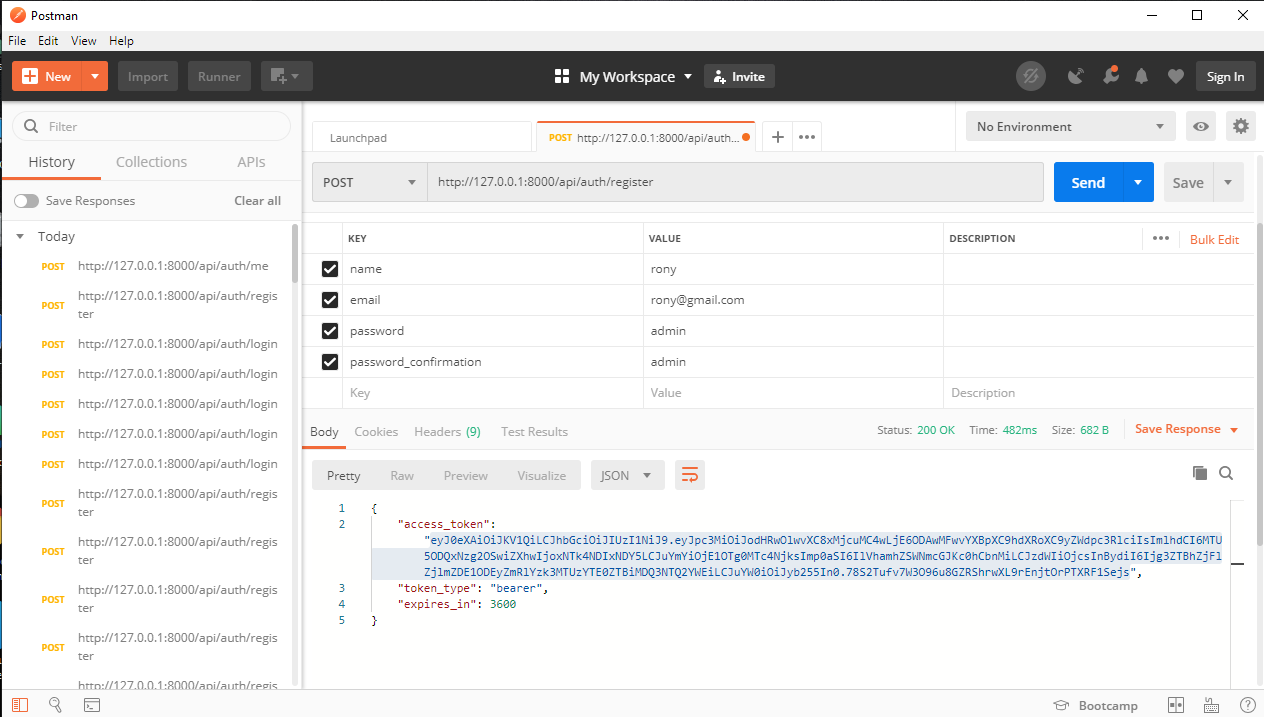 Postman
File Edit View Help
New Import Runner My Workspace Invite Sign In
Filter
History Collections APIs
Save Responses Clear all
Today
POST http://127.0.0.1:8000/api/auth/me
POST http://127.0.0.1:8000/api/auth/regis
ter
POST http://127.0.0.1:8000/api/auth/login
POST http://127.0.0.1:8000/api/auth/login
POST http://127.0.0.1:8000/api/auth/login
POST http://127.0.0.1:8000/api/auth/login
POST http://127.0.0.1:8000/api/auth/login
POST http://127.0.0.1:8000/api/auth/regis
ter
POST http://127.0.0.1:8000/api/auth/regis
ter
POST http://127.0.0.1:8000/api/auth/regis
ter
POST http://127.0.0.1:8000/api/auth/regis
ter
http://127.0.0.1:8000/api/auth/regis
Launchpad POST http://127.0.0.1:8000/api/auth... No Environment
POST http://127.0.0.1:8000/api/auth/register Send Save
KEY VALUE DESCRIPTION Bulk Edit
name rony
email rony@gmail.com
password admin
password_confirmation admin
Key Value Description
Body Cookies Headers (9) Test Results Status: 200 OK Time: 482ms Size: 682 B Save Response
Pretty Raw Preview Visualize JSON
1 {
2 "access_token":
3 "token_type": "bearer",
4 "expires_in": 3600
5 }
Bootcamp